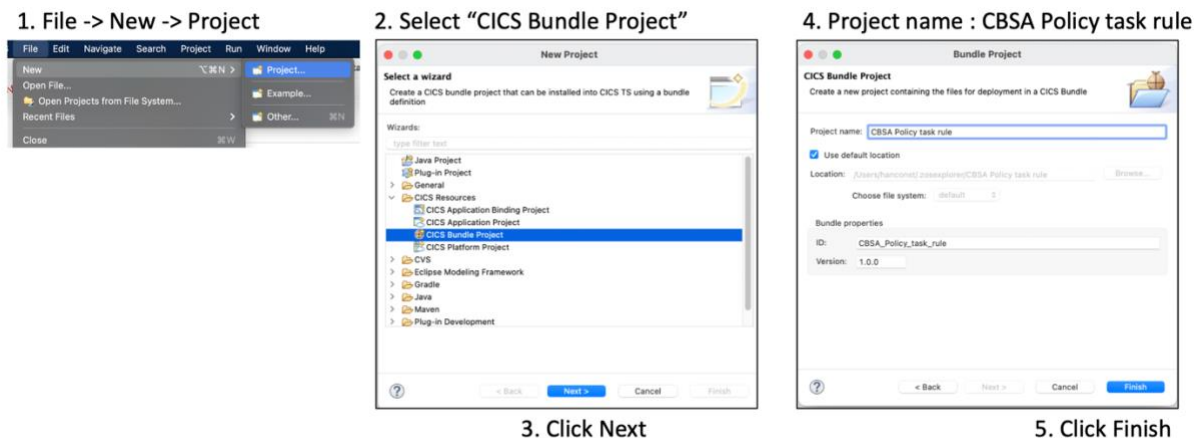 1. File -> New -> Project
File Edit Navigate Search Project Run Window Help
New ⌥⌘N >
Open File...
Open Projects from File System...
Recent Files >
Close ⌘W
Project...
Example...
Other... ⌘N
2. Select “CICS Bundle Project”
New Project
Select a wizard
Create a CICS bundle project that can be installed into CICS TS using a bundle
definition
Wizards:
type filter text
Java Project
Plug-in Project
> General
CICS Resources
CICS Application Binding Project
CICS Application Project
CICS Bundle Project
CICS Platform Project
> CVS
> Eclipse Modeling Framework
> Gradle
> Java
> Maven
> Plug-in Development
? < Back Next > Cancel Finish
3. Click Next
4. Project name : CBSA Policy task rule
Bundle Project
CICS Bundle Project
Create a new project containing the files for deployment in a CICS Bundle
Project name: CBSA Policy task rule
Use default location
Location: /Users/hanconst/.zosexplorer/CBSA Policy task rule Browse...
Choose file system: default
Bundle properties
ID: CBSA_Policy_task_rule
Version: 1.0.0
? < Back Next > Cancel Finish
5. Click Finish